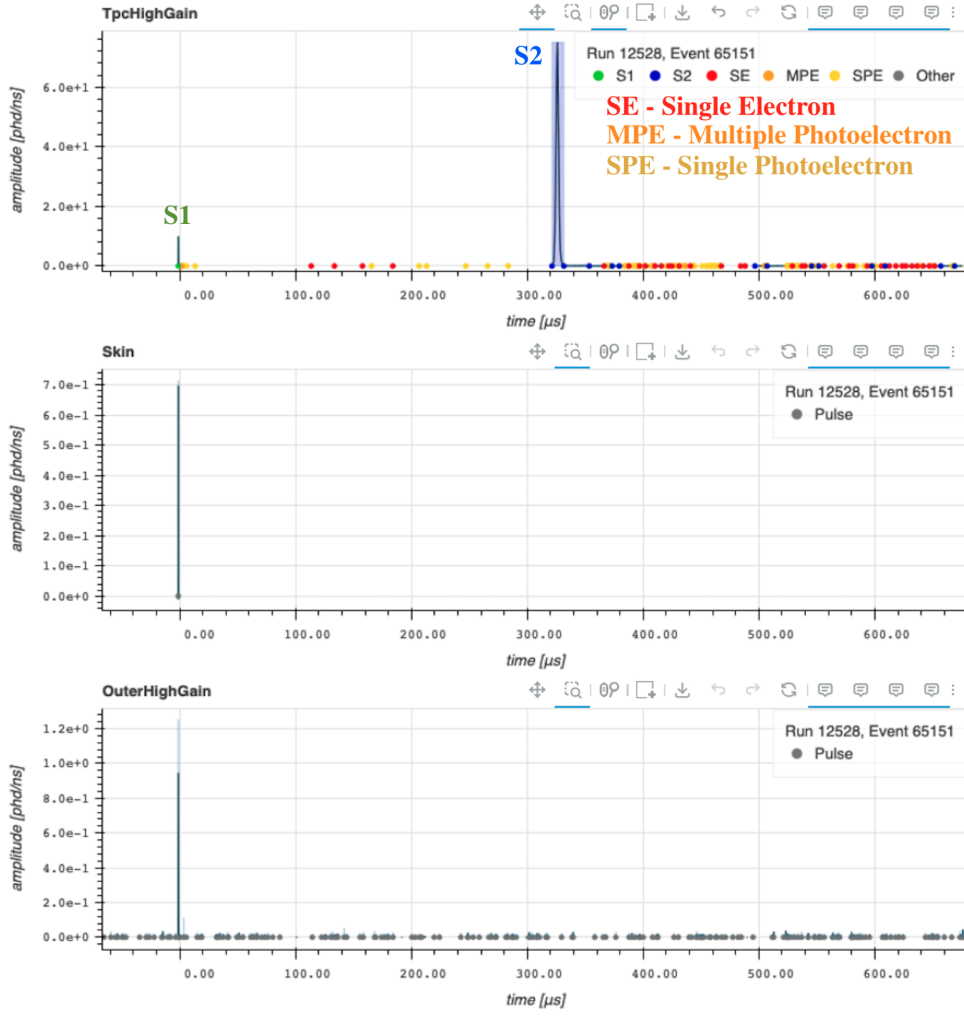 TpcHighGain
S2
Run 12528, Event 65151
S1 S2 SE MPE SPE Other
SE - Single Electron
MPE - Multiple Photoelectron
SPE - Single Photoelectron
S1
amplitude [phd/ns]
6.0e+1
4.0e+1
2.0e+1
0.0e+0
0.00 100.00 200.00 300.00 400.00 500.00 600.00
time [µs]
Skin
Run 12528, Event 65151
Pulse
amplitude [phd/ns]
7.0e-1
6.0e-1
5.0e-1
4.0e-1
3.0e-1
2.0e-1
1.0e-1
0.0e+0
0.00 100.00 200.00 300.00 400.00 500.00 600.00
time [µs]
OuterHighGain
Run 12528, Event 65151
Pulse
amplitude [phd/ns]
1.2e+0
1.0e+0
8.0e-1
6.0e-1
4.0e-1
2.0e-1
0.0e+0
0.00 100.00 200.00 300.00 400.00 500.00 600.00
time [µs]